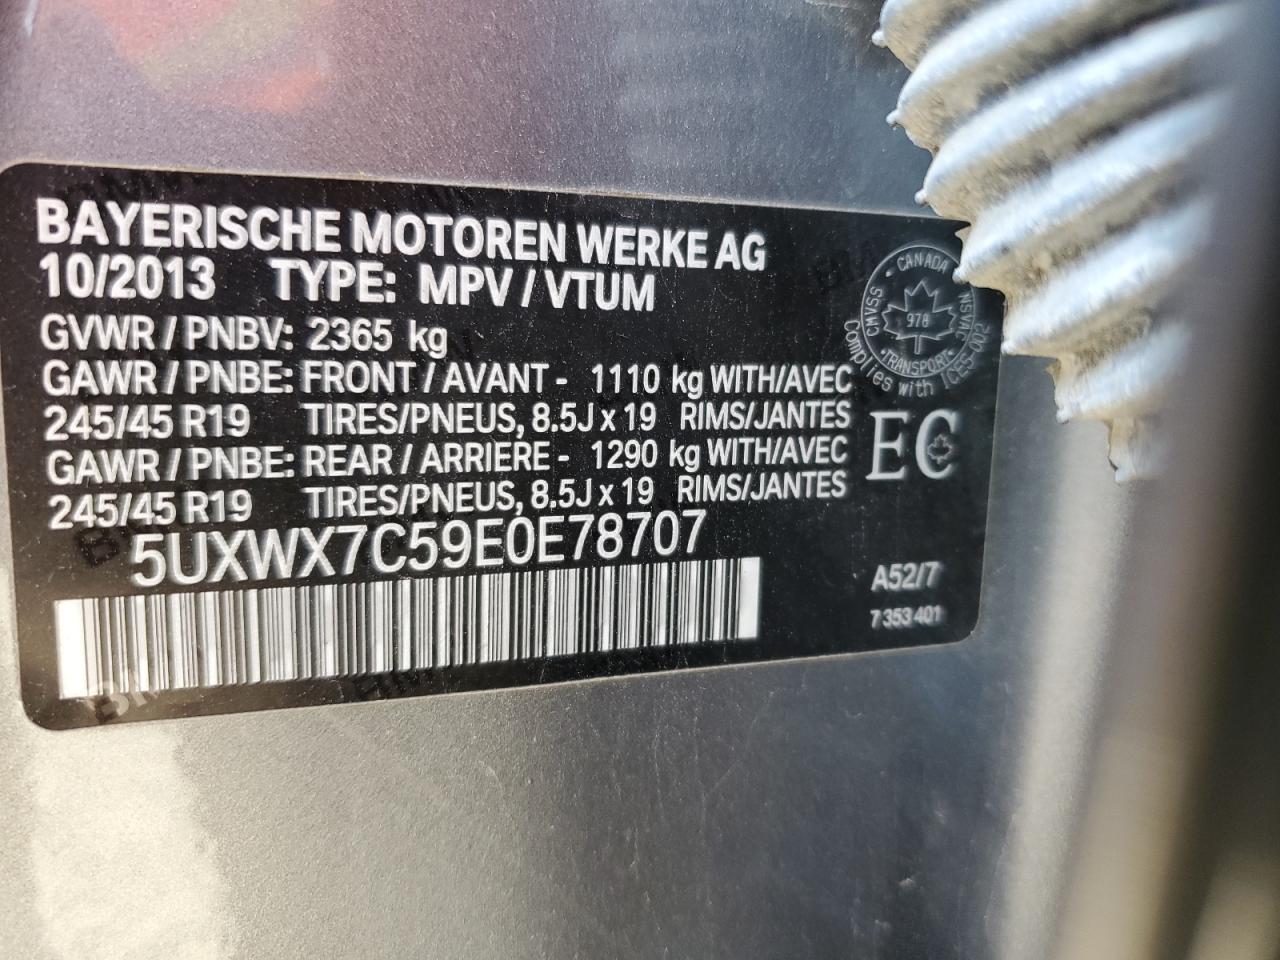 BAYERISCHE MOTOREN WERKE AG
10/2013 TYPE: MPV / VTUM
GVWR / PNBV: 2365 kg
GAWR / PNBE: FRONT / AVANT - 1110 kg WITH/AVEC
245/45 R19 TIRES/PNEUS, 8.5J x 19 RIMS/JANTES
GAWR / PNBE: REAR / ARRIERE - 1290 kg WITH/AVEC
245/45 R19 TIRES/PNEUS, 8.5J x 19 RIMS/JANTES
5UXWX7C59E0E78707
CANADA
CMVSS
NSVAC
978
TRANSPORT
Complies with ICES-002
EC
A52/7
7 353 401